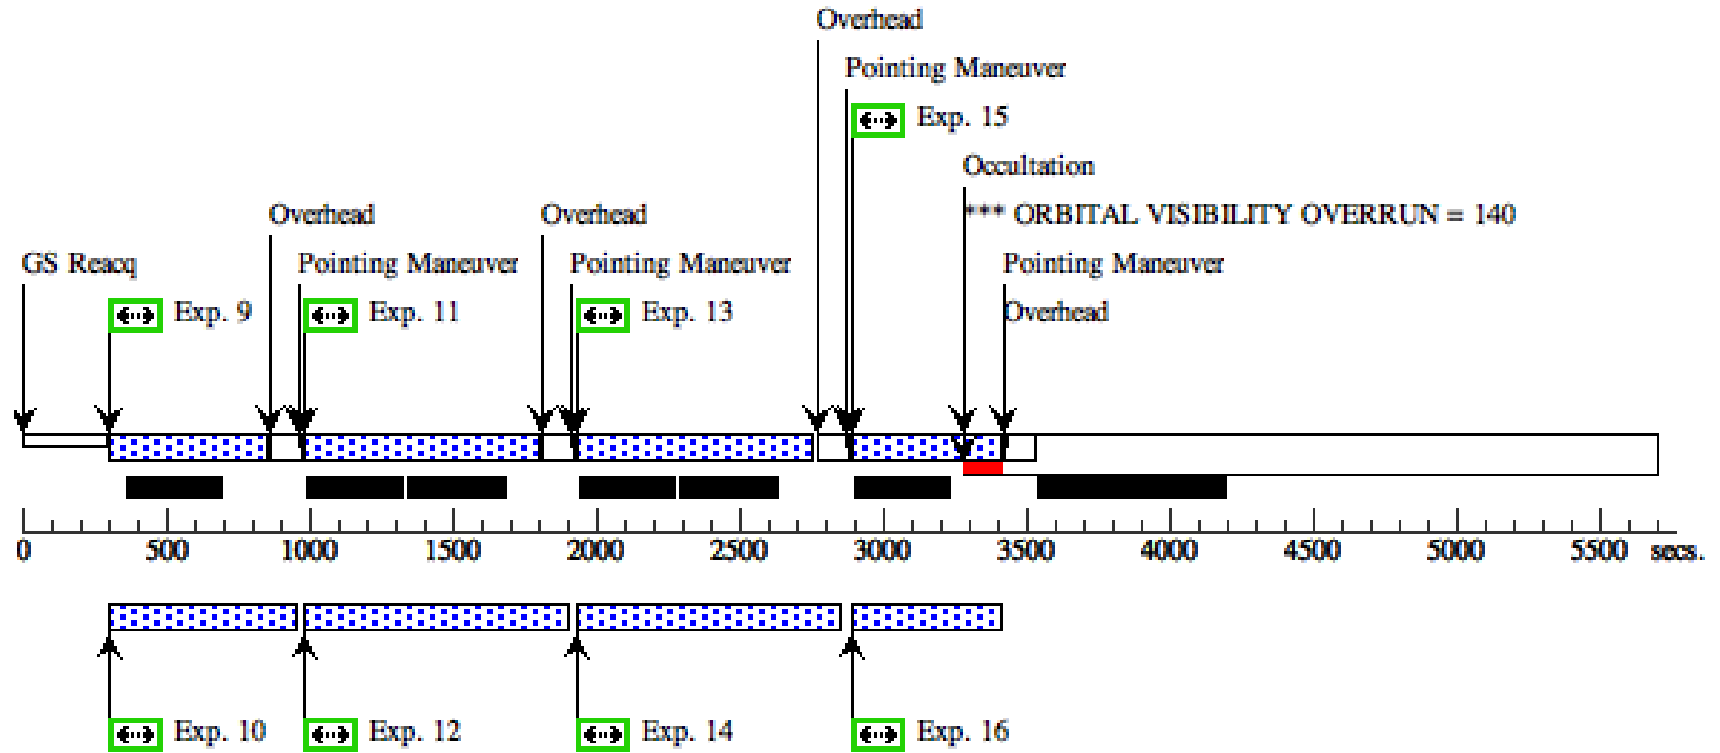 Overhead
Pointing Maneuver
Exp. 15
Occultation
Overhead Overhead *** ORBITAL VISIBILITY OVERRUN = 140
GS Reacq Pointing Maneuver Pointing Maneuver Pointing Maneuver
Exp. 9 Exp. 11 Exp. 13 Overhead
0 500 1000 1500 2000 2500 3000 3500 4000 4500 5000 5500 secs.
Exp. 10 Exp. 12 Exp. 14 Exp. 16